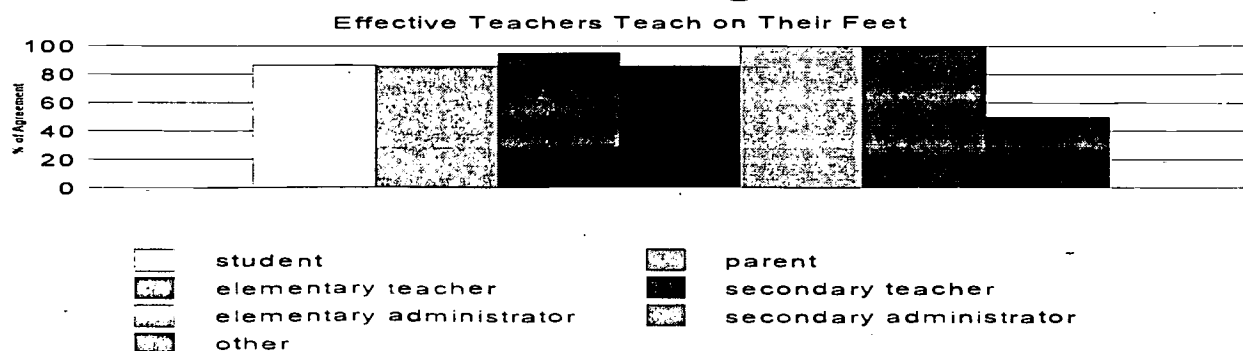 Effective Teachers Teach on Their Feet
100
80
60
40
20
0
% of Agreement
student
parent
elementary teacher
secondary teacher
elementary administrator
secondary administrator
other